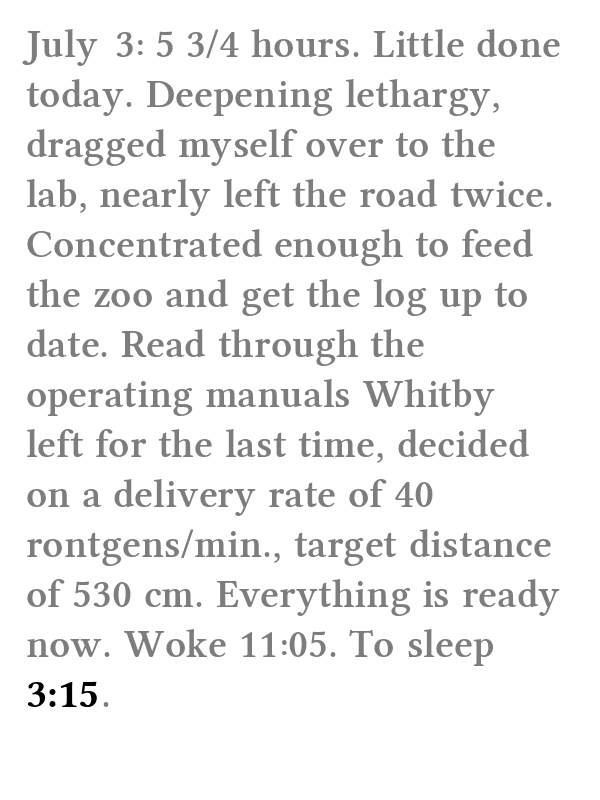 July 3: 5 3/4 hours. Little done
today. Deepening lethargy,
dragged myself over to the
lab, nearly left the road twice.
Concentrated enough to feed
the zoo and get the log up to
date. Read through the
operating manuals Whitby
left for the last time, decided
on a delivery rate of 40
rontgens/min., target distance
of 530 cm. Everything is ready
now. Woke 11:05. To sleep
3:15.